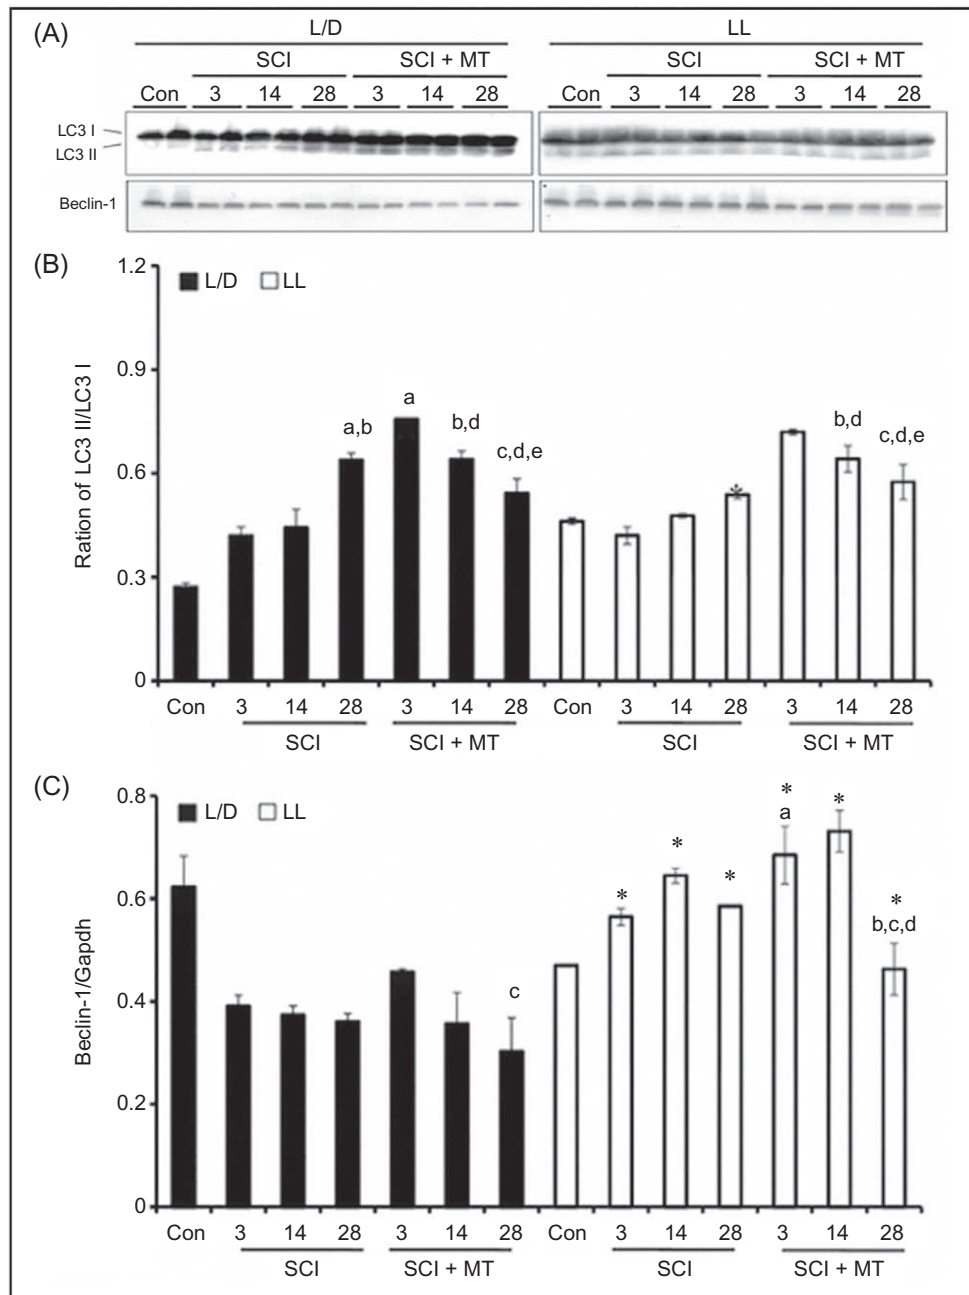 (A)
L/D LL
SCI SCI + MT SCI SCI + MT
Con 3 14 28 3 14 28 Con 3 14 28 3 14 28
LC3 I
LC3 II
Beclin-1
(B)
1.2
L/D LL
0.9
a
a,b b,d b,d
c,d,e c,d,e
0.6
*
0.3
0
Ration of LC3 II/LC3 I
Con 3 14 28 3 14 28 Con 3 14 28 3 14 28
SCI SCI + MT SCI SCI + MT
(C)
0.8
L/D LL
* *
a
* *
0.6
* *
b,c,d
c
0.4
0.2
0
Beclin-1/Gapdh
Con 3 14 28 3 14 28 Con 3 14 28 3 14 28
SCI SCI + MT SCI SCI + MT